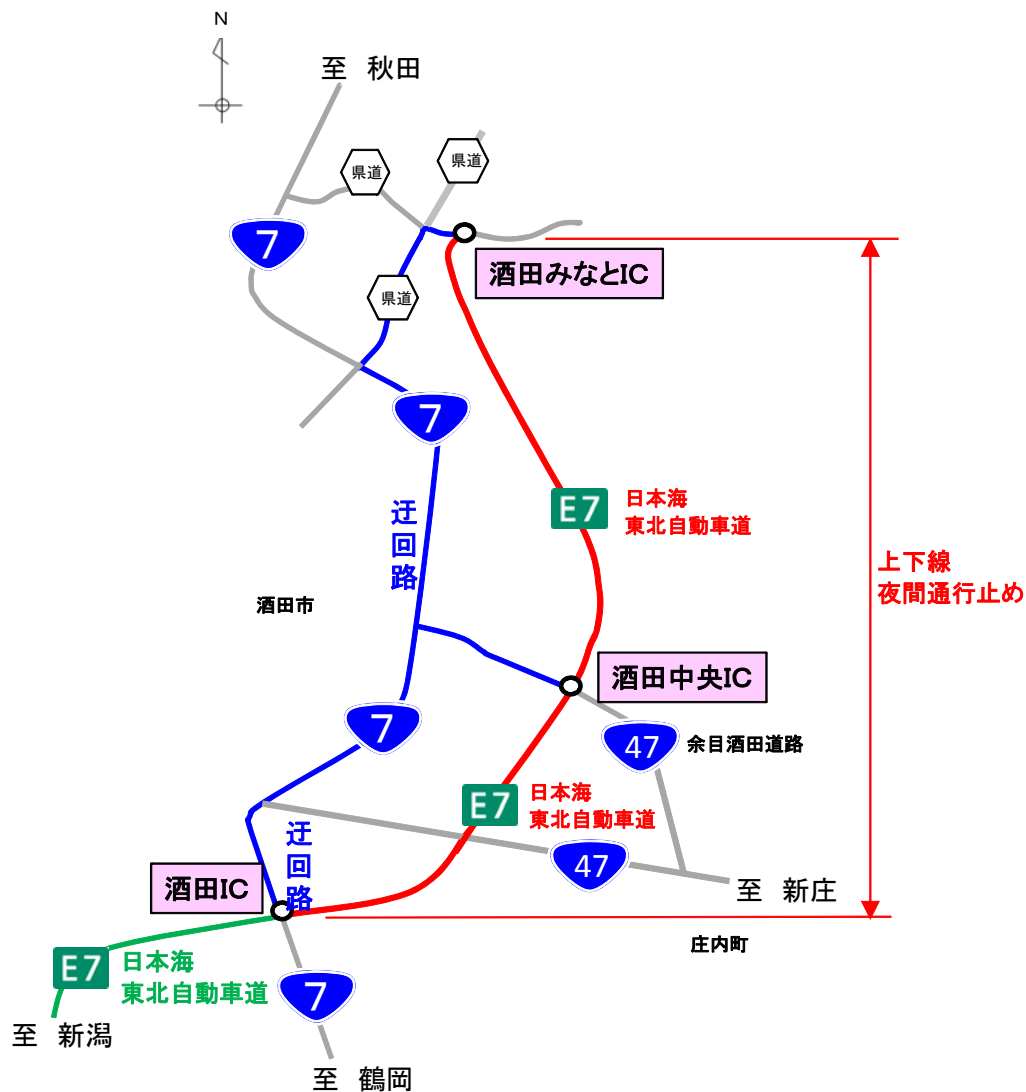 N
至 秋田
県道
県道
7
酒田みなとIC
県道
7
E7
日本海
東北自動車道
迂
回
路
上下線
夜間通行止め
酒田市
酒田中央IC
7
47
余目酒田道路
E7
日本海
東北自動車道
迂
回
路
47
酒田IC
至 新庄
庄内町
E7
日本海
東北自動車道
7
至 新潟
至 鶴岡